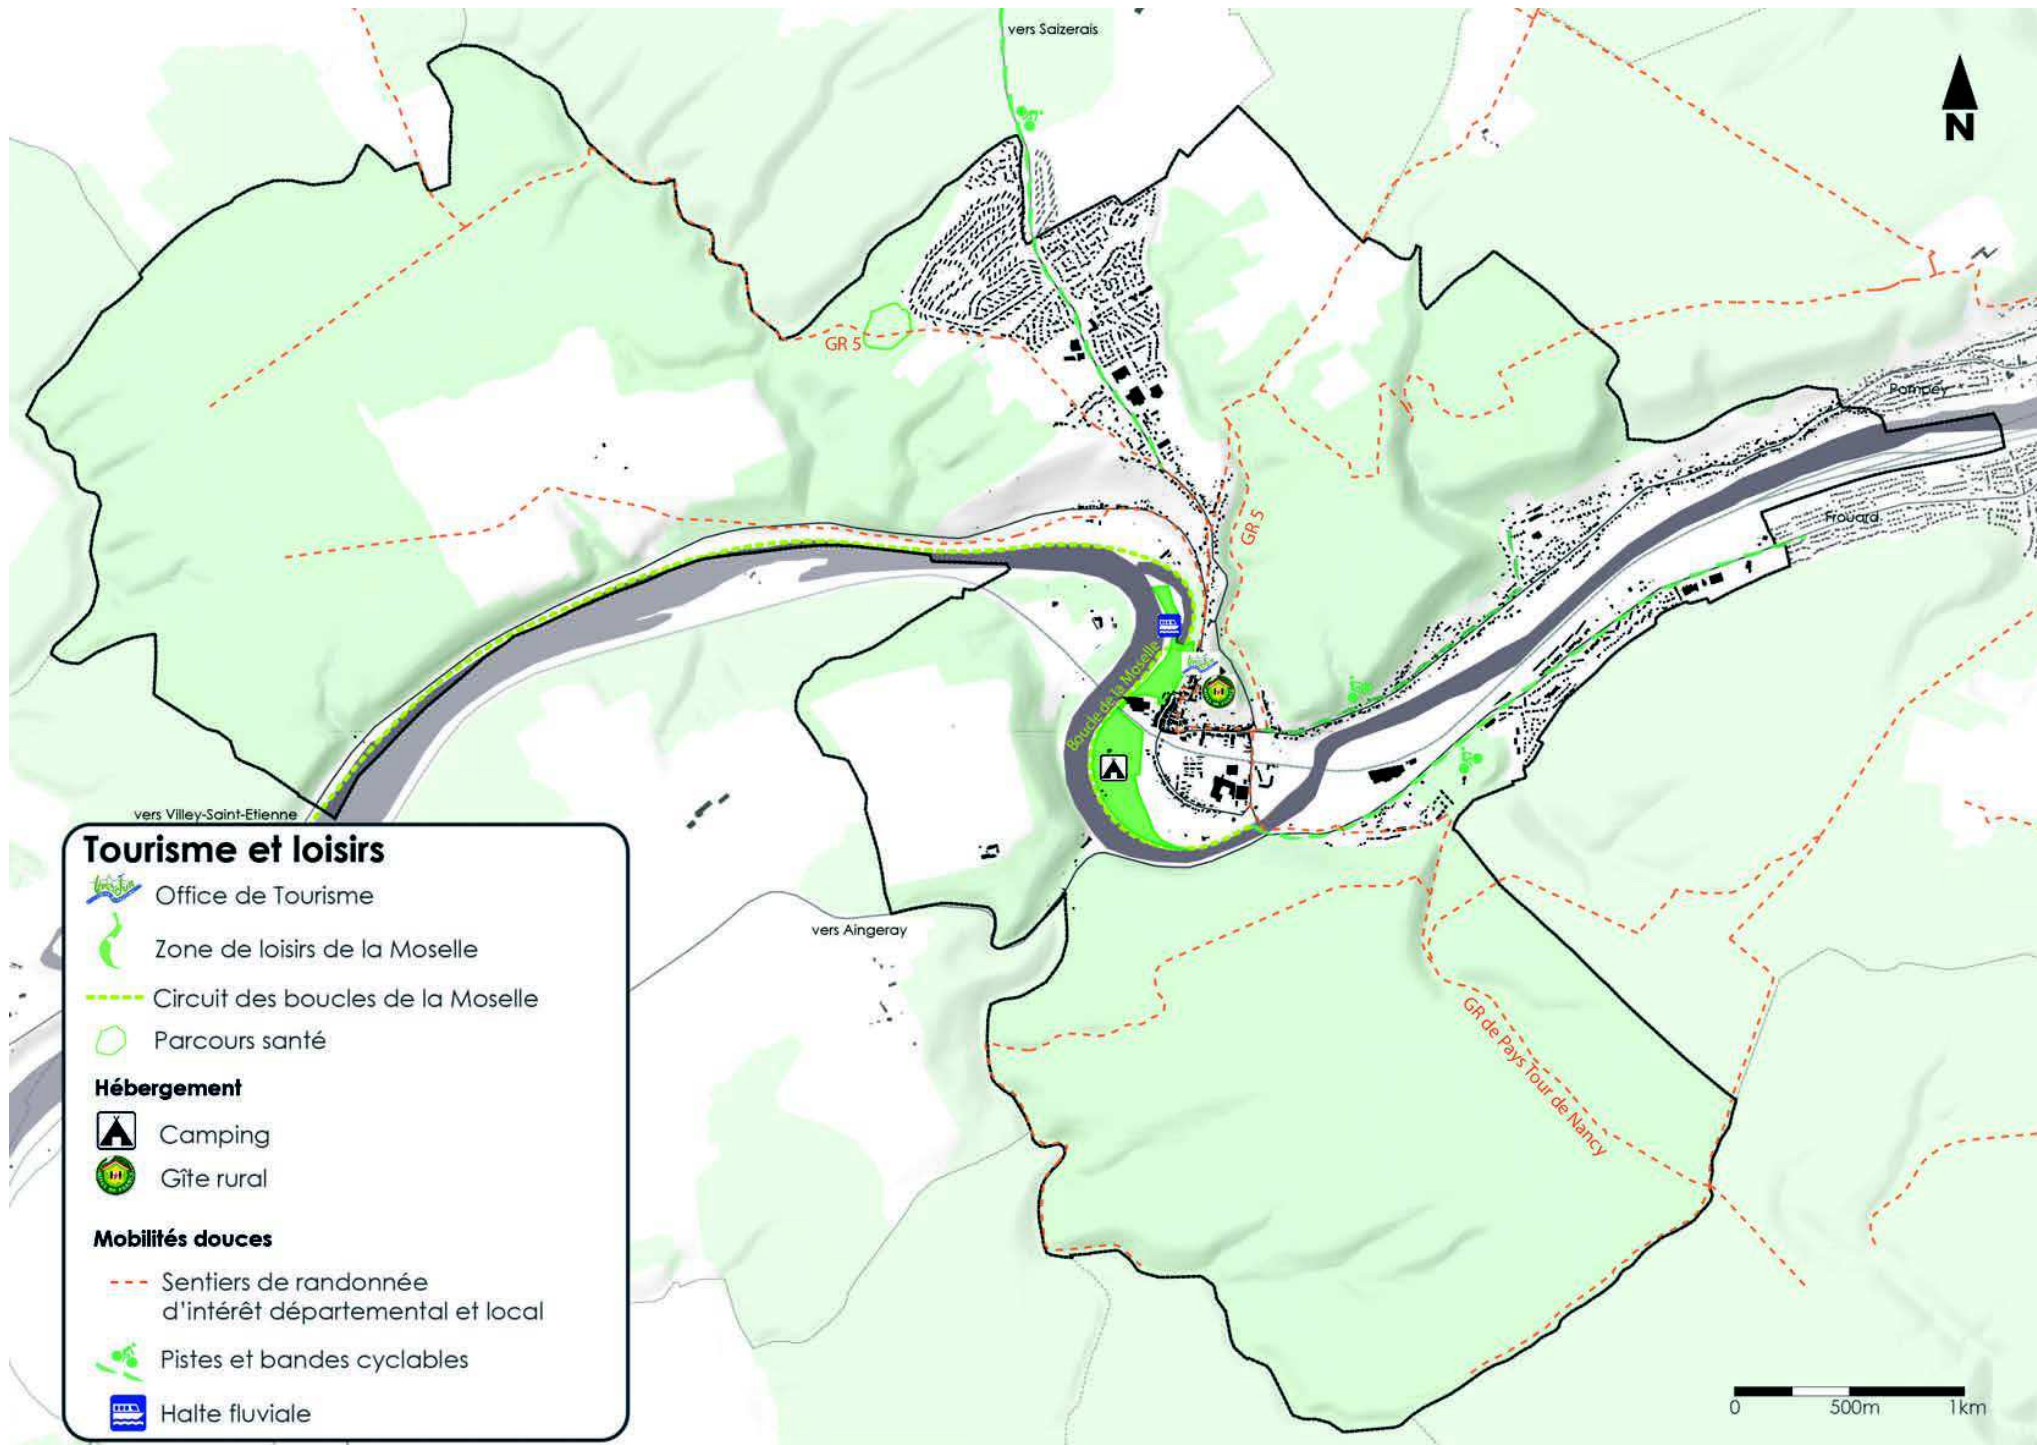 vers Saizerais
N
GR 5
Pompey
GR 5
Frouard
Boucle de la Moselle
vers Villey-Saint-Etienne
vers Aingeray
GR de Pays Tour de Nancy
Tourisme et loisirs
Office de Tourisme
Zone de loisirs de la Moselle
Circuit des boucles de la Moselle
Parcours santé
Hébergement
Camping
Gîte rural
Mobilités douces
Sentiers de randonnée
d'intérêt départemental et local
Pistes et bandes cyclables
Halte fluviale
0 500m 1km